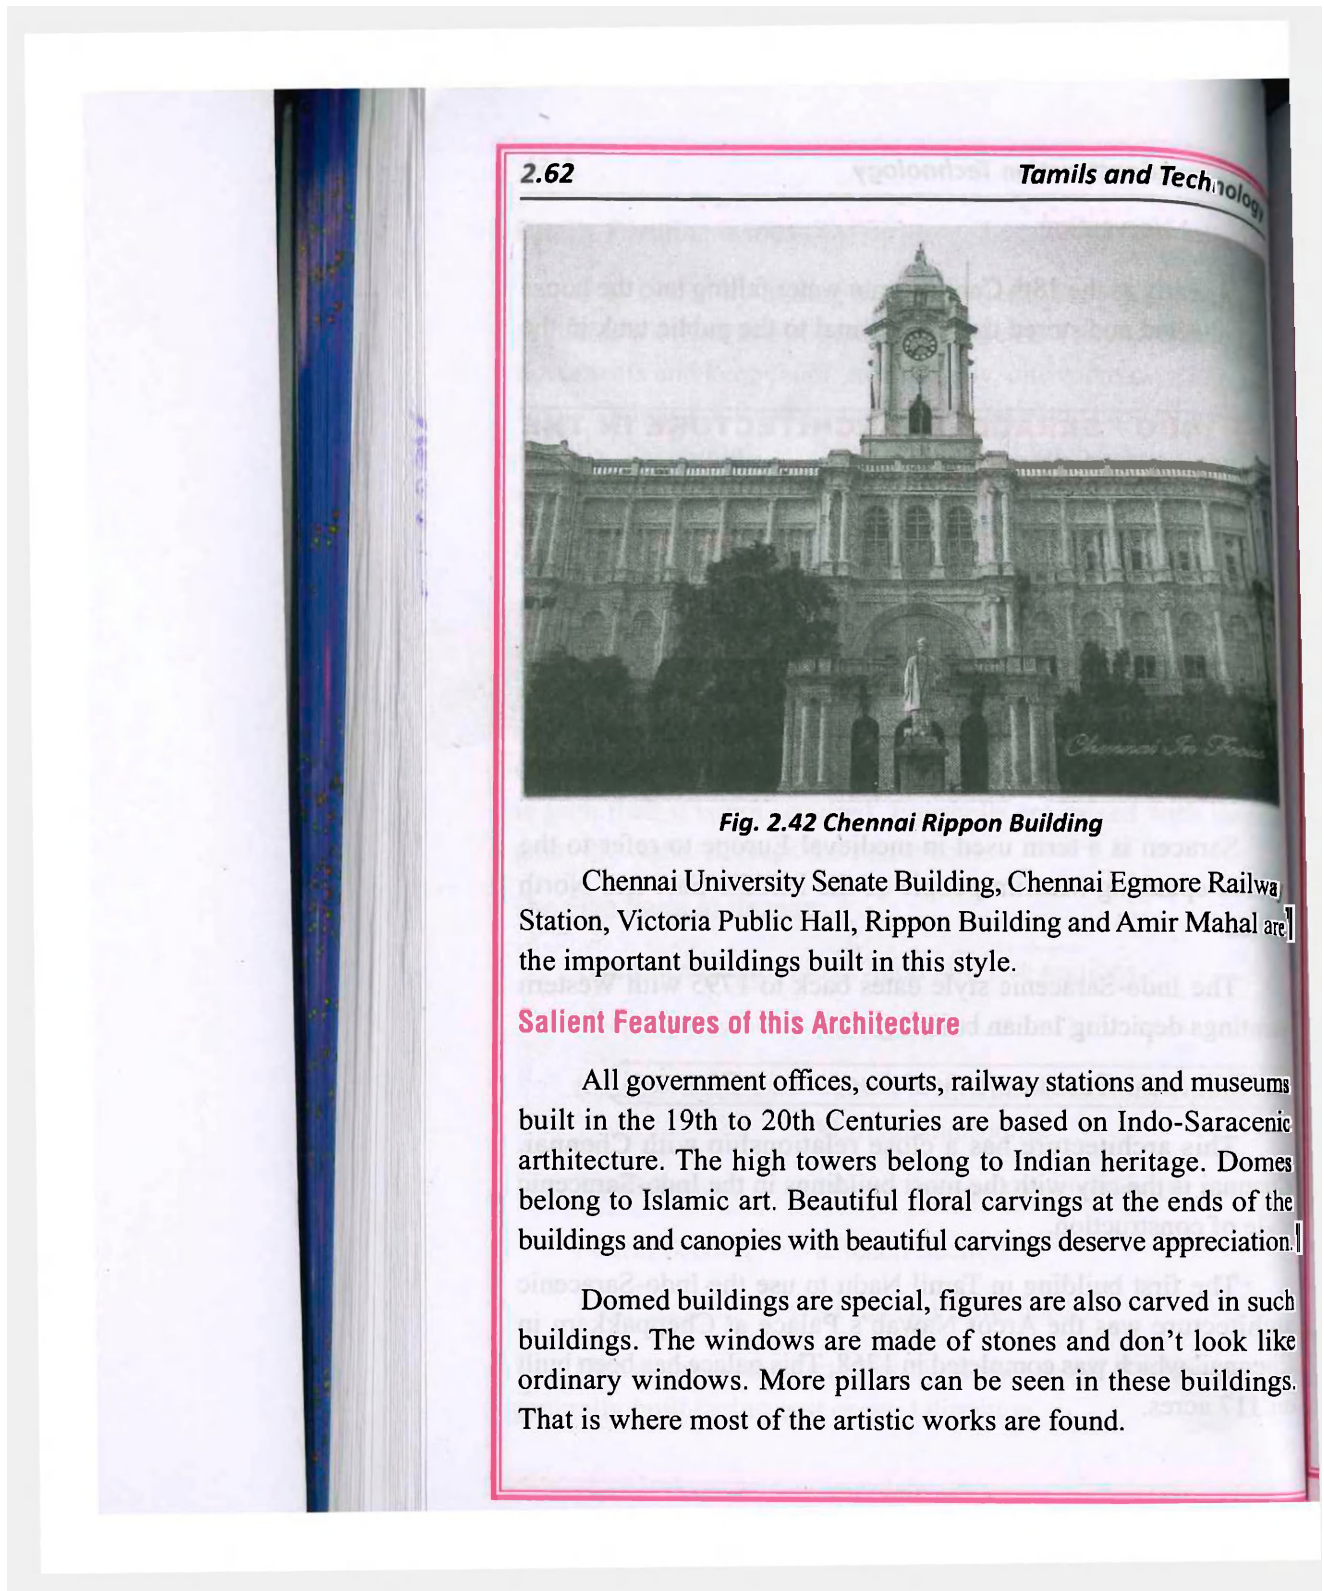 2.62 Tamils and Technology
Chennai In Focus
Fig. 2.42 Chennai Rippon Building
Chennai University Senate Building, Chennai Egmore Railwa
Station, Victoria Public Hall, Rippon Building and Amir Mahal are
the important buildings built in this style.
Salient Features of this Architecture
All government offices, courts, railway stations and museums
built in the 19th to 20th Centuries are based on Indo-Saracenic
arthitecture. The high towers belong to Indian heritage. Domes
belong to Islamic art. Beautiful floral carvings at the ends of the
buildings and canopies with beautiful carvings deserve appreciation.
Domed buildings are special, figures are also carved in such
buildings. The windows are made of stones and don't look like
ordinary windows. More pillars can be seen in these buildings.
That is where most of the artistic works are found.